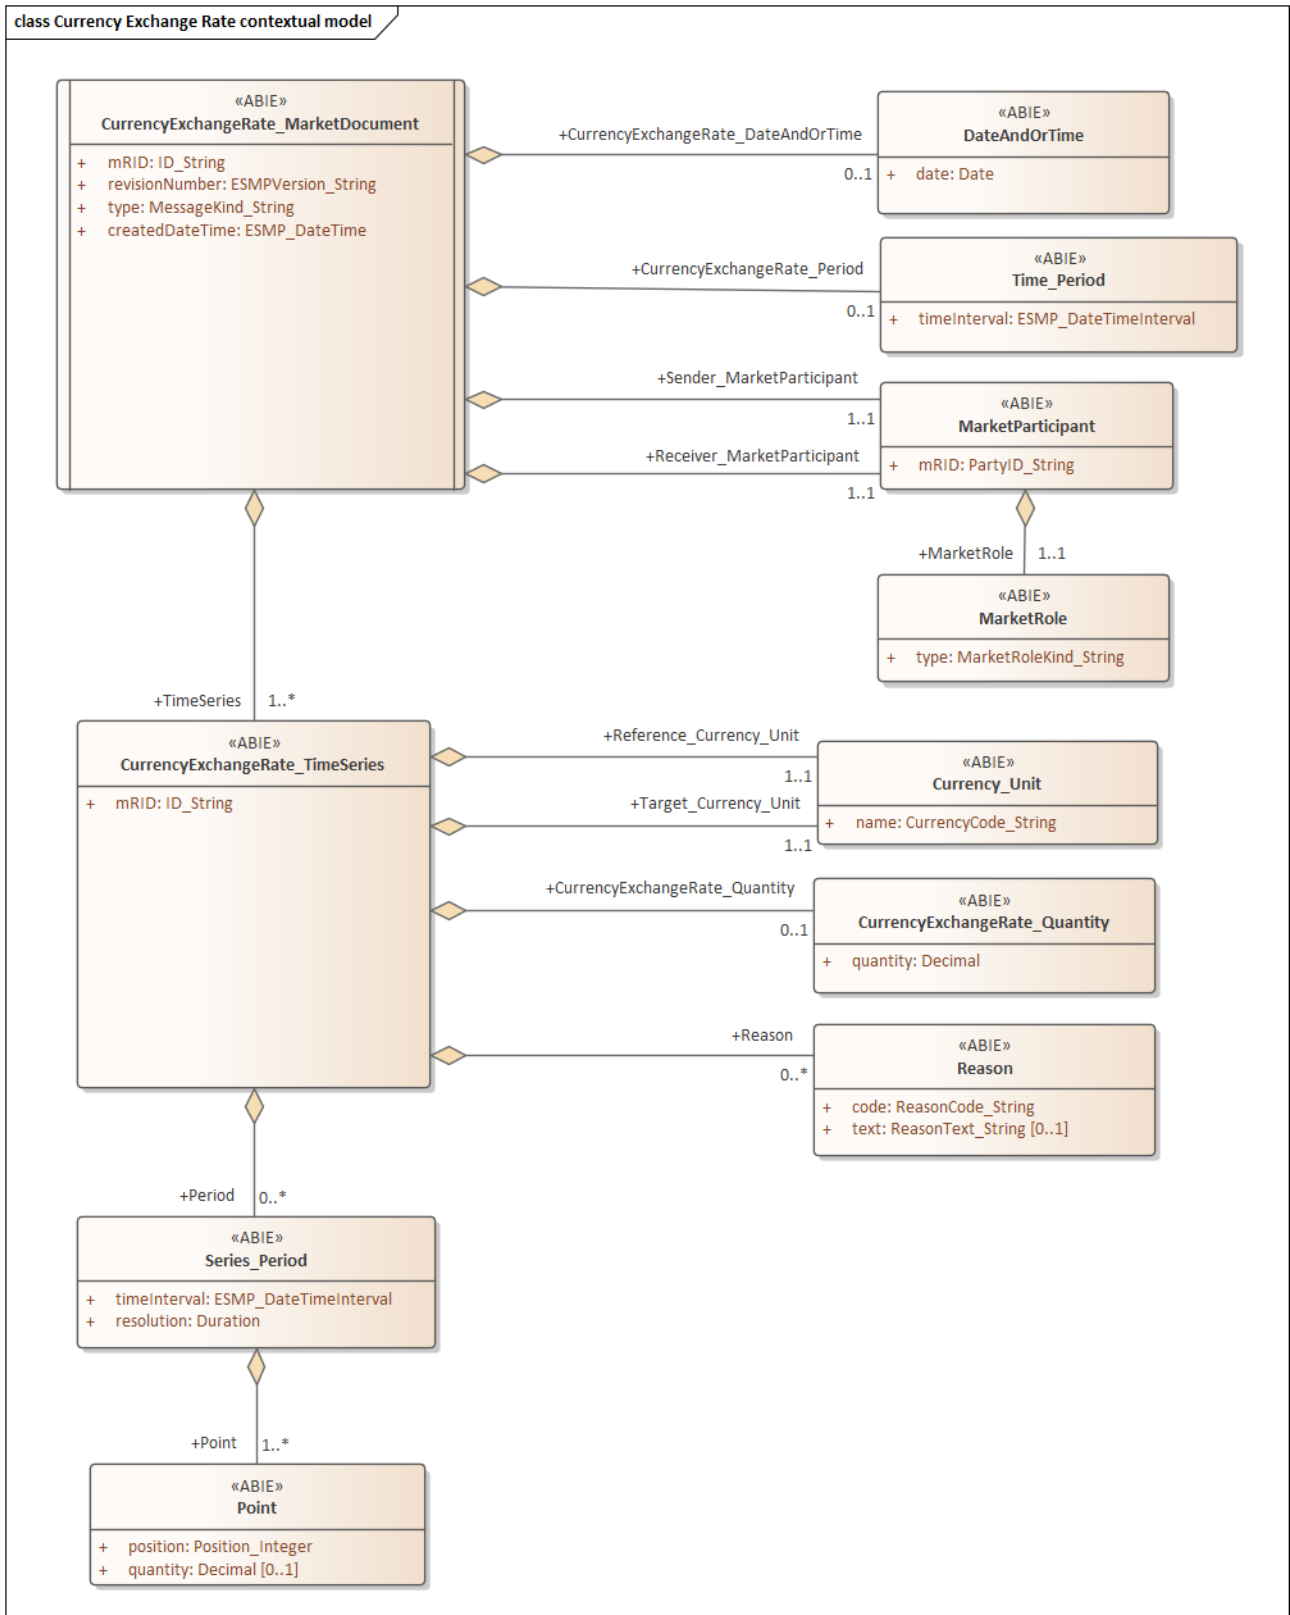 class Currency Exchange Rate contextual model
«ABIE»
CurrencyExchangeRate_MarketDocument
+ mRID: ID_String
+ revisionNumber: ESMPVersion_String
+ type: MessageKind_String
+ createdDateTime: ESMP_DateTime
+CurrencyExchangeRate_DateAndOrTime
0..1
«ABIE»
DateAndOrTime
+ date: Date
+CurrencyExchangeRate_Period
0..1
«ABIE»
Time_Period
+ timeInterval: ESMP_DateTimeInterval
+Sender_MarketParticipant
1..1
+Receiver_MarketParticipant
1..1
«ABIE»
MarketParticipant
+ mRID: PartyID_String
+MarketRole 1..1
«ABIE»
MarketRole
+ type: MarketRoleKind_String
+TimeSeries 1..*
«ABIE»
CurrencyExchangeRate_TimeSeries
+ mRID: ID_String
+Reference_Currency_Unit
1..1
+Target_Currency_Unit
1..1
«ABIE»
Currency_Unit
+ name: CurrencyCode_String
+CurrencyExchangeRate_Quantity
0..1
«ABIE»
CurrencyExchangeRate_Quantity
+ quantity: Decimal
+Reason
0..*
«ABIE»
Reason
+ code: ReasonCode_String
+ text: ReasonText_String [0..1]
+Period 0..*
«ABIE»
Series_Period
+ timeInterval: ESMP_DateTimeInterval
+ resolution: Duration
+Point 1..*
«ABIE»
Point
+ position: Position_Integer
+ quantity: Decimal [0..1]